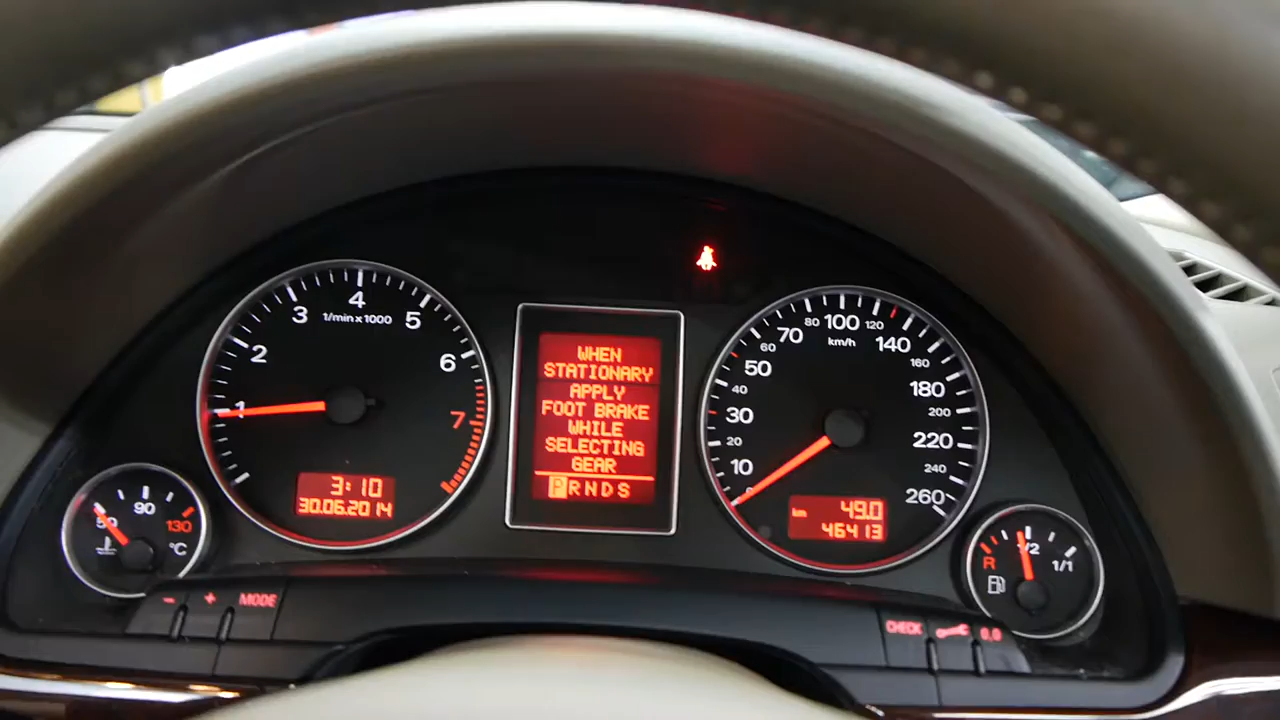 1
2
3
4
5
6
7
1/min x 1000
3:10
30.06.2014
50
90
130
°C
- + MODE
WHEN
STATIONARY
APPLY
FOOT BRAKE
WHILE
SELECTING
GEAR
PRNDS
10
20
30
40
50
60
70
80
100
120
140
160
180
200
220
240
260
km/h
km 49.0
46413
R
1/2
1/1
CHECK 0.0